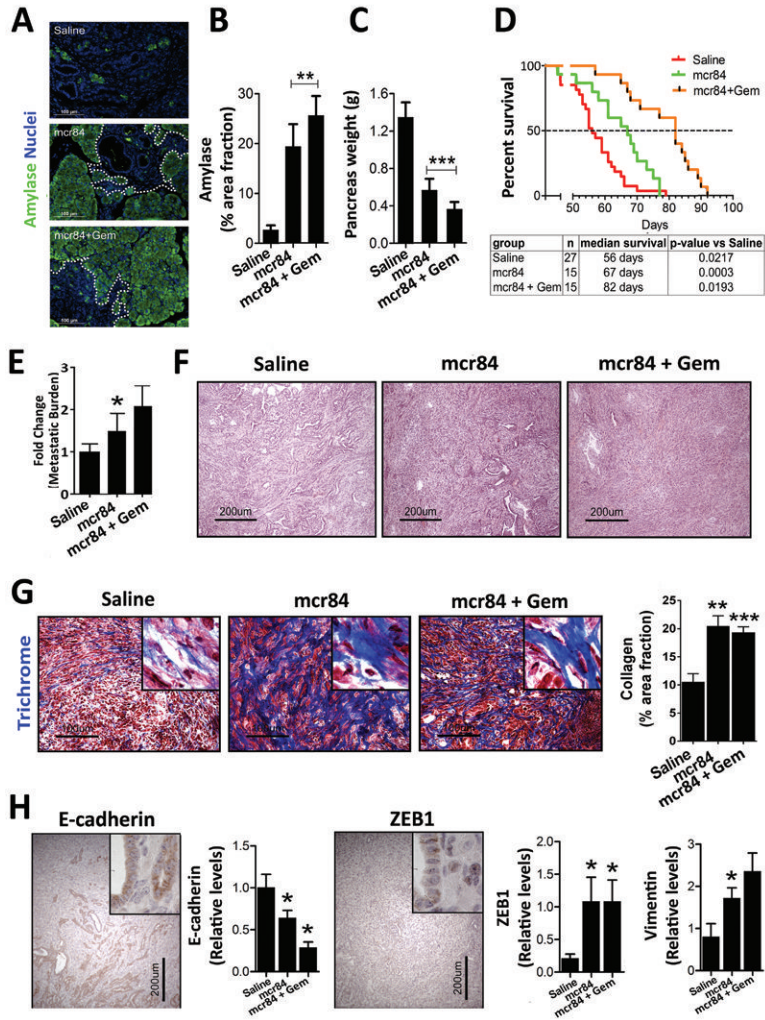 A
Amylase Nuclei
Saline
100 µm
mcr84
100 µm
mcr84+Gem
100 µm
B
Amylase
(% area fraction)
30
20
10
0
**
Saline
mcr84
mcr84 + Gem
C
Pancreas weight (g)
1.8
1.2
0.6
0.0
***
Saline
mcr84
mcr84 + Gem
D
Percent survival
100
50
0
Saline
mcr84
mcr84+Gem
50 60 70 80 90 100
Days
group n median survival p-value vs Saline
Saline 27 56 days 0.0217
mcr84 15 67 days 0.0003
mcr84 + Gem 15 82 days 0.0193
E
Fold Change
[Metastatic Burden]
3
2
1
0
*
Saline
mcr84
mcr84 + Gem
F
Saline mcr84 mcr84 + Gem
200um 200um 200um
G
Trichrome
Saline mcr84 mcr84 + Gem
Collagen
(% area fraction)
25
20
15
10
5
0
** ***
Saline
mcr84
mcr84 + Gem
H
E-cadherin
200um
E-cadherin
(Relative levels)
1.5
1.0
0.5
0.0
* *
Saline
mcr84
mcr84 + Gem
ZEB1
200um
ZEB1
(Relative levels)
2.0
1.5
1.0
0.5
0.0
* *
Saline
mcr84
mcr84 + Gem
Vimentin
(Relative levels)
3
2
1
0
*
Saline
mcr84
mcr84 + Gem